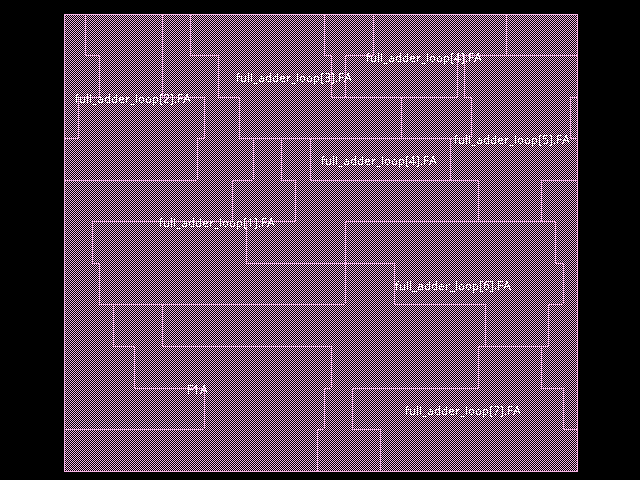 full_adder_loop[4].FA
full_adder_loop[3].FA
full_adder_loop[2].FA
full_adder_loop[5].FA
full_adder_loop[4].FA
full_adder_loop[1].FA
full_adder_loop[6].FA
FA
full_adder_loop[7].FA